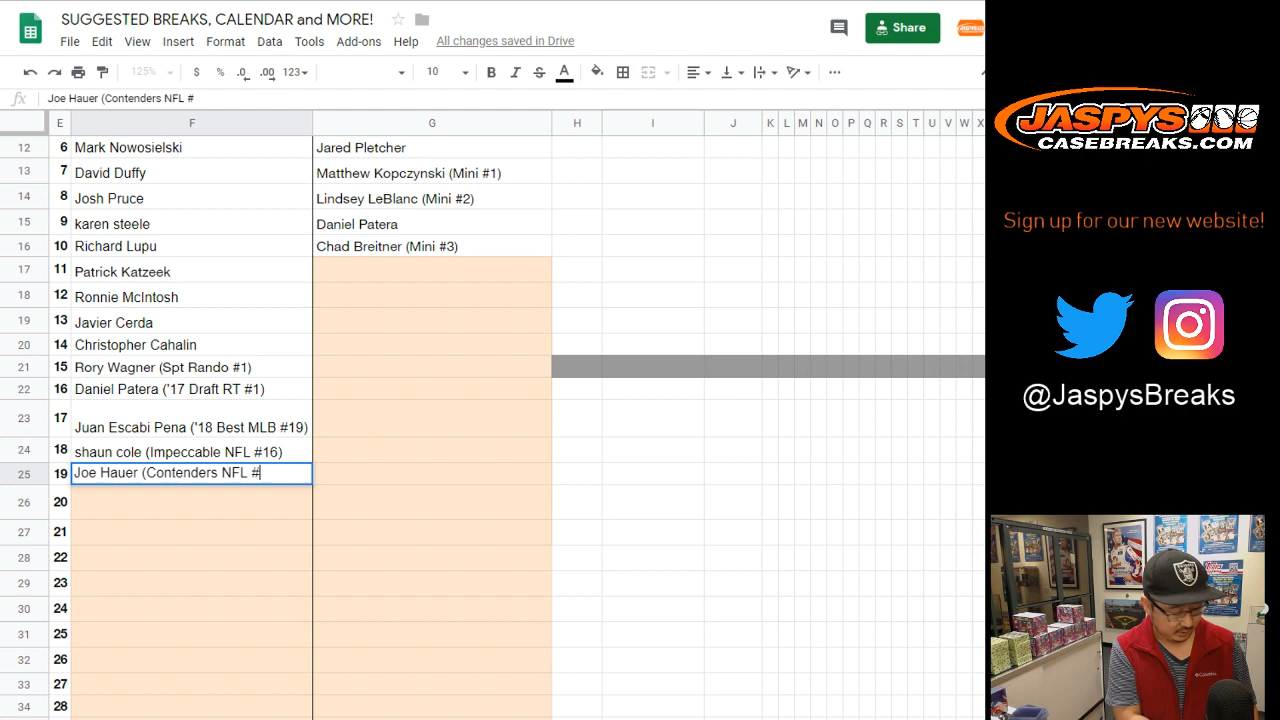 SUGGESTED BREAKS, CALENDAR and MORE!
File Edit View Insert Format Data Tools Add-ons Help All changes saved in Drive
Share
125% $ % .0 .00 123 10 B I S A
fx Joe Hauer (Contenders NFL #
E F G H I J K L M N O P Q R S T U V W X
12 6 Mark Nowosielski Jared Pletcher
13 7 David Duffy Matthew Kopczynski (Mini #1)
14 8 Josh Pruce Lindsey LeBlanc (Mini #2)
15 9 karen steele Daniel Patera
16 10 Richard Lupu Chad Breitner (Mini #3)
17 11 Patrick Katzeek
18 12 Ronnie McIntosh
19 13 Javier Cerda
20 14 Christopher Cahalin
21 15 Rory Wagner (Spt Rando #1)
22 16 Daniel Patera ('17 Draft RT #1)
23 17 Juan Escabi Pena ('18 Best MLB #19)
24 18 shaun cole (Impeccable NFL #16)
25 19 Joe Hauer (Contenders NFL #
26 20
27 21
28 22
29 23
30 24
31 25
32 26
33 27
34 28
JASPYS
CASEBREAKS.COM
Sign up for our new website!
@JaspysBreaks
RAIDERS
Columbia
Topps